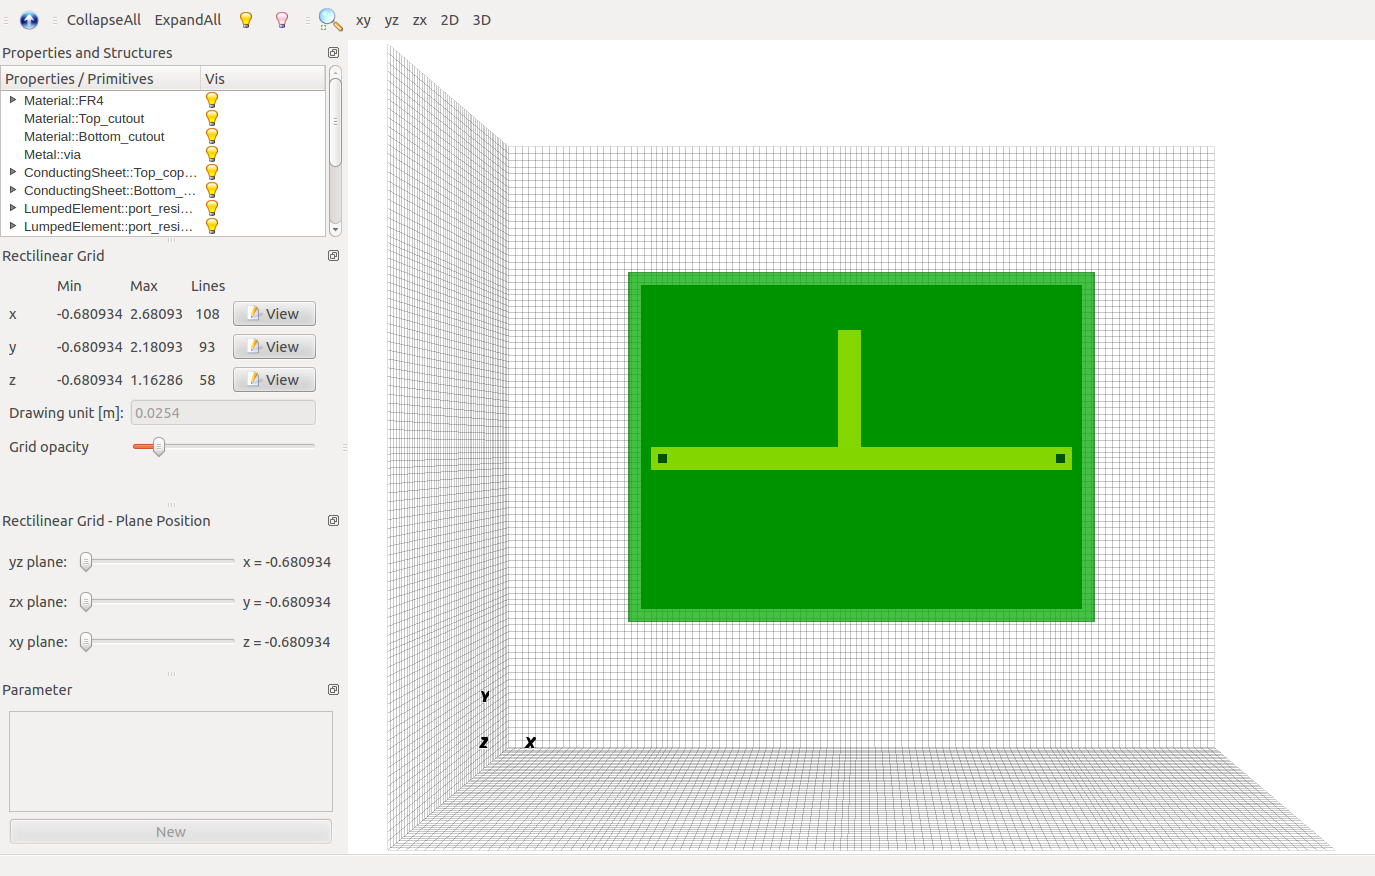 CollapseAll ExpandAll xy yz zx 2D 3D
Properties and Structures
Properties / Primitives Vis
Material::FR4
Material::Top_cutout
Material::Bottom_cutout
Metal::via
ConductingSheet::Top_cop...
ConductingSheet::Bottom_...
LumpedElement::port_resi...
LumpedElement::port_resi...
Rectilinear Grid
Min Max Lines
x -0.680934 2.68093 108 View
y -0.680934 2.18093 93 View
z -0.680934 1.16286 58 View
Drawing unit [m]: 0.0254
Grid opacity
Rectilinear Grid - Plane Position
yz plane: x = -0.680934
zx plane: y = -0.680934
xy plane: z = -0.680934
Parameter
New
Y
Z X